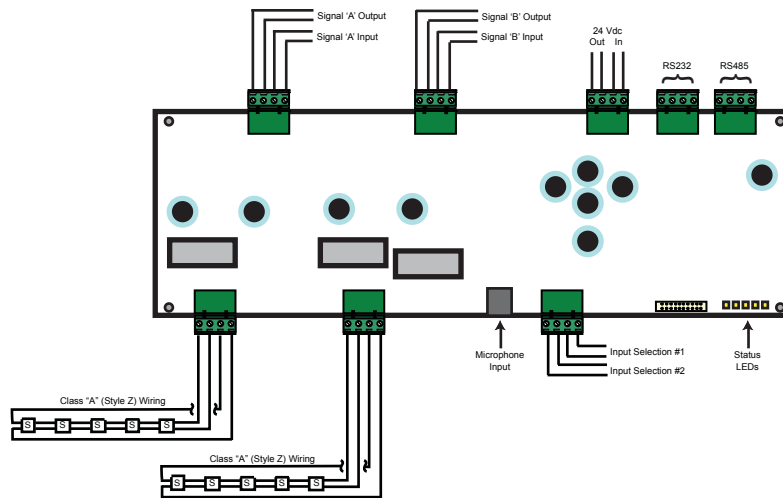 Signal 'A' Output
Signal 'A' Input
Signal 'B' Output
Signal 'B' Input
24 Vdc
Out In
RS232
RS485
Microphone
Input
Input Selection #1
Input Selection #2
Status
LEDs
Class "A" (Style Z) Wiring
S S S S S
Class "A" (Style Z) Wiring
S S S S S